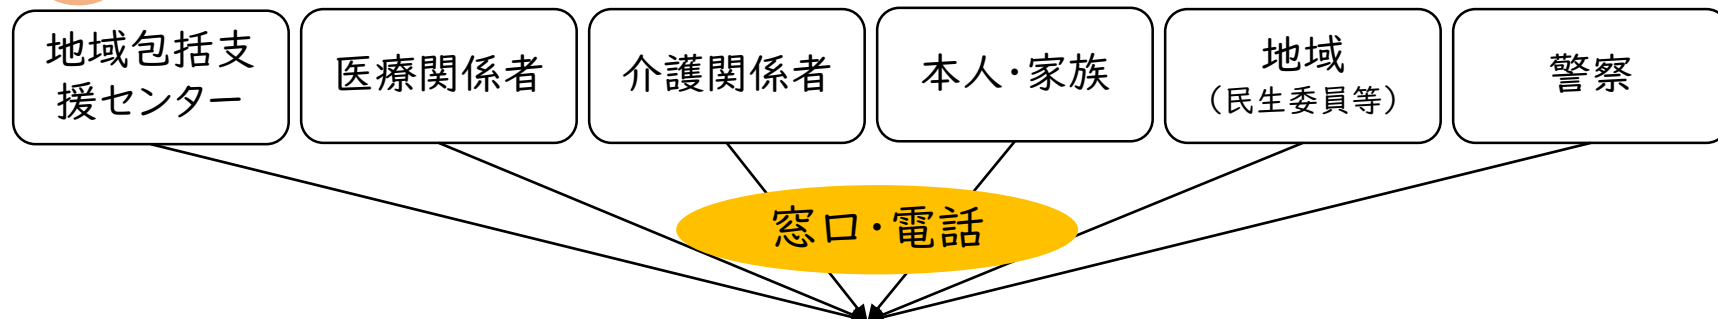 地域包括支
援センター
医療関係者
介護関係者
本人・家族
地域
（民生委員等）
警察
窓口・電話